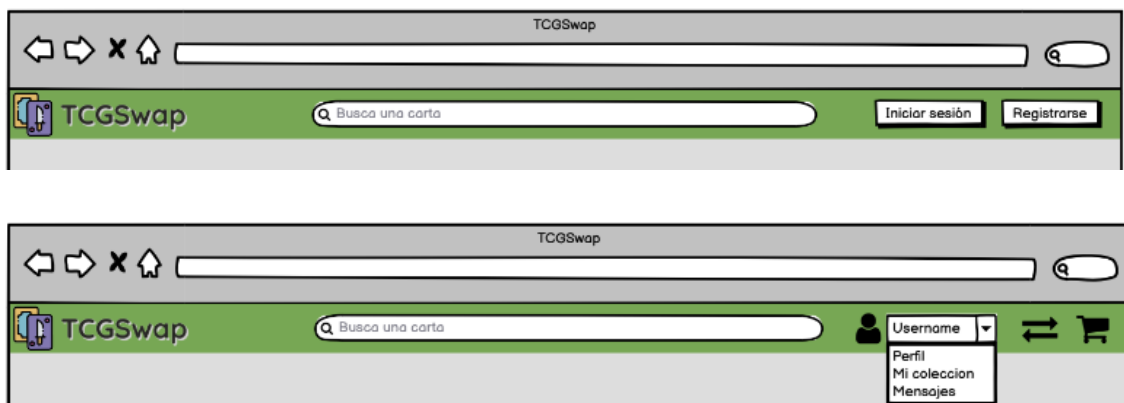 TCGSwap
TCGSwap Busca una carta Iniciar sesión Registrarse
TCGSwap
TCGSwap Busca una carta Username
Perfil
Mi coleccion
Mensajes